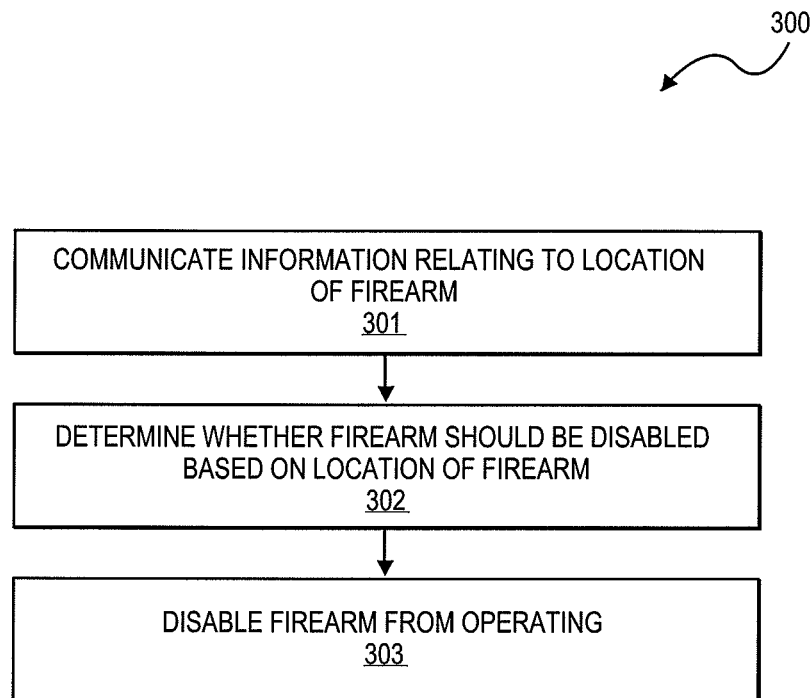 300
COMMUNICATE INFORMATION RELATING TO LOCATION
OF FIREARM
301
DETERMINE WHETHER FIREARM SHOULD BE DISABLED
BASED ON LOCATION OF FIREARM
302
DISABLE FIREARM FROM OPERATING
303